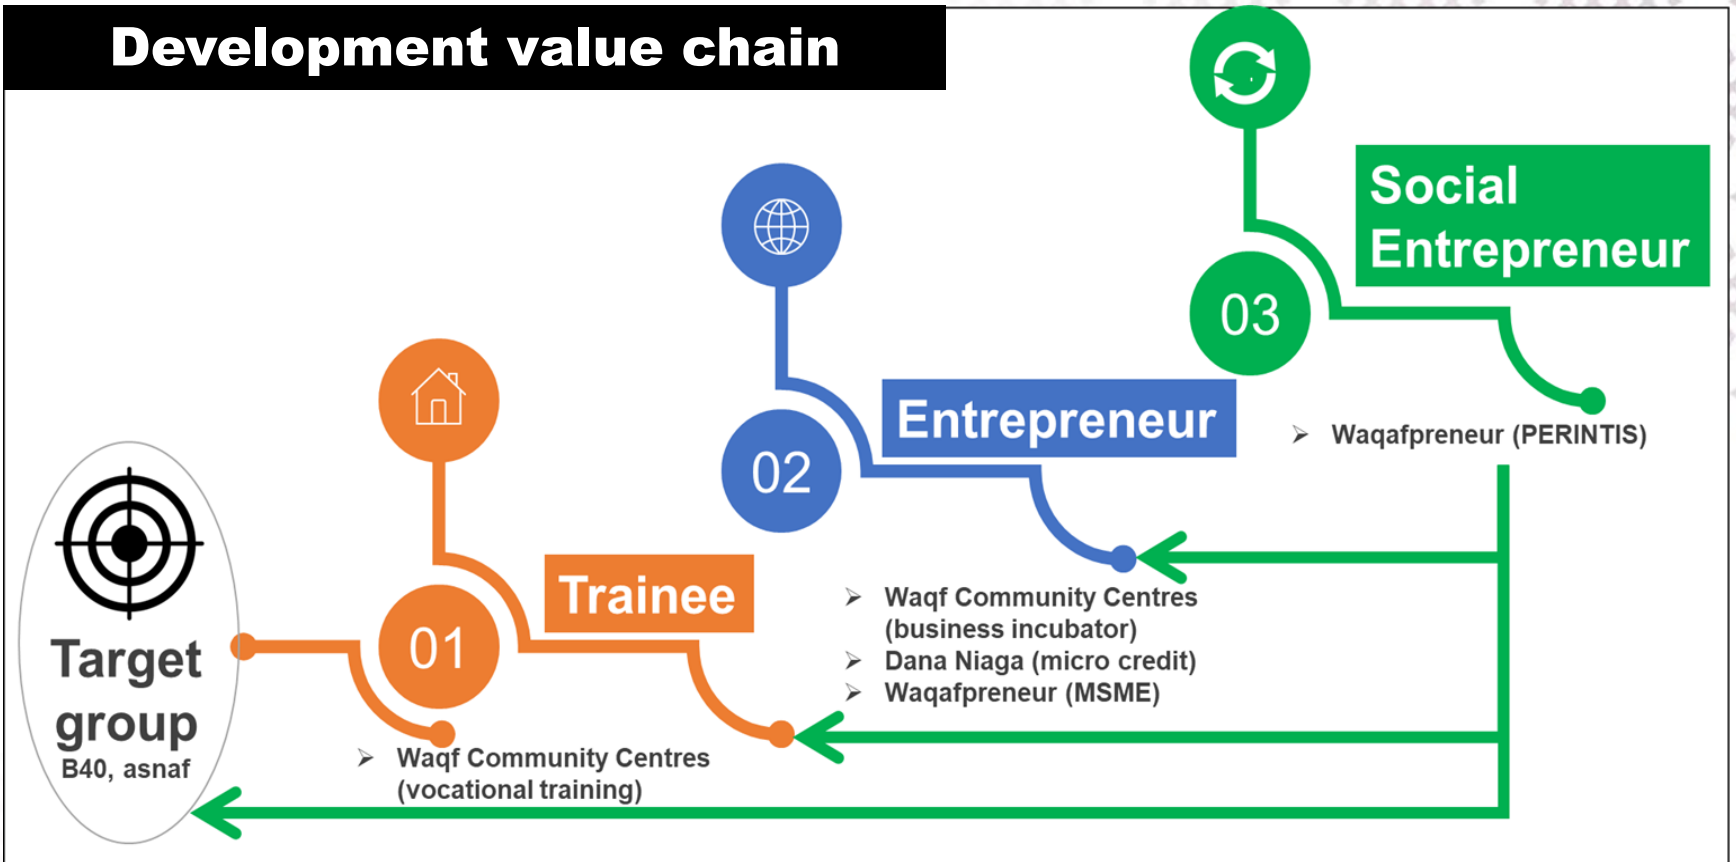 Development value chain
Target
group
B40, asnaf
01
Trainee
➢ Waqf Community Centres
(vocational training)
02
Entrepreneur
➢ Waqf Community Centres
(business incubator)
➢ Dana Niaga (micro credit)
➢ Waqafpreneur (MSME)
03
Social
Entrepreneur
➢ Waqafpreneur (PERINTIS)